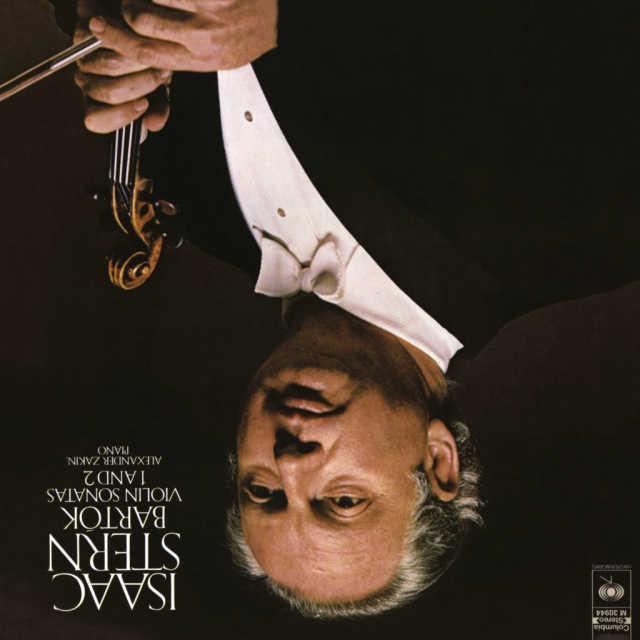 ISAAC
STERN
BARTÓK
VIOLIN SONATAS
1 AND 2
ALEXANDER ZAKIN,
PIANO
Columbia
Stereo
M 30944